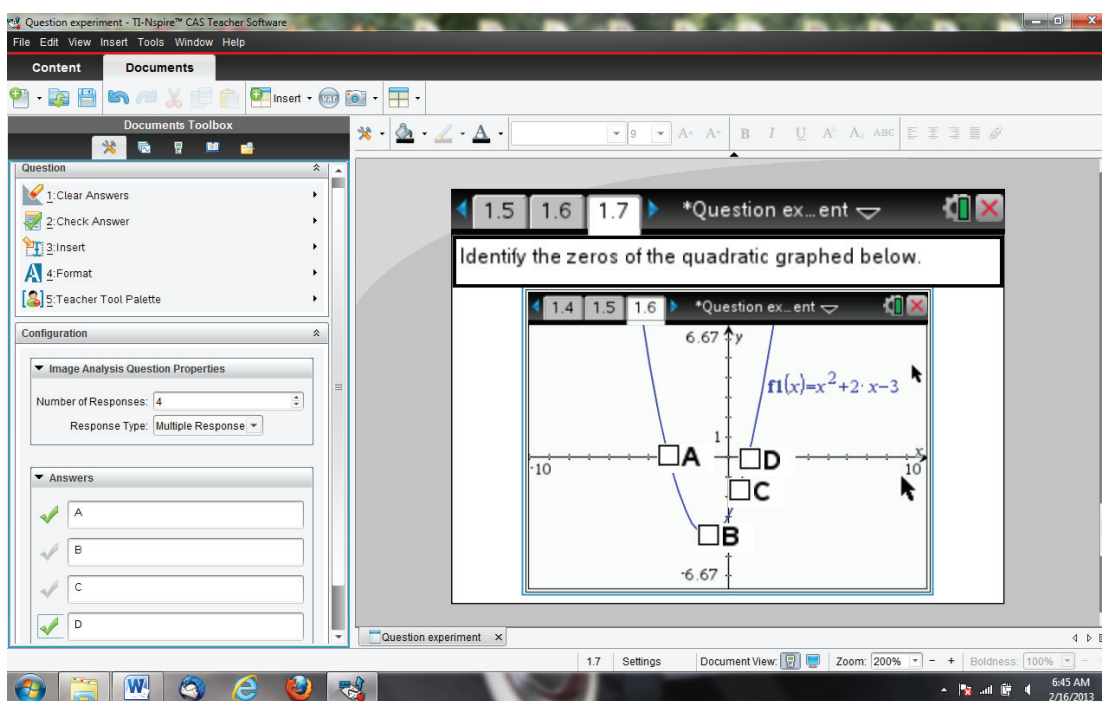 Question experiment - TI-Nspire™ CAS Teacher Software
File Edit View Insert Tools Window Help
Content Documents
Insert var
Documents Toolbox
9 A^ A˅ B I U Aᵃ Aₐ ABC
Question
1:Clear Answers
2:Check Answer
3:Insert
4:Format
5:Teacher Tool Palette
Configuration
Image Analysis Question Properties
Number of Responses: 4
Response Type: Multiple Response
Answers
A
B
C
D
1.5 1.6 1.7 *Question ex…ent
Identify the zeros of the quadratic graphed below.
1.4 1.5 1.6 *Question ex…ent
6.67 y
f1(x)=x²+2·x−3
1
A D x
-10 10
C
B
-6.67
Question experiment x
1.7 Settings Document View: Zoom: 200% - + Boldness: 100% -
6:45 AM
2/16/2013